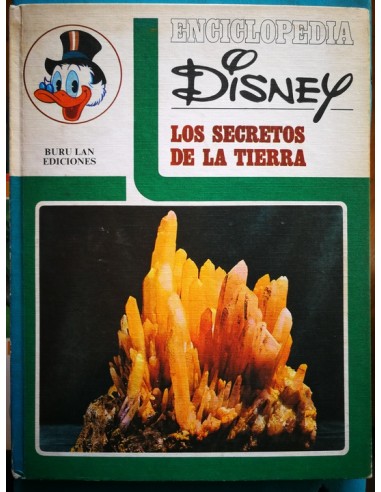 ENCICLOPEDIA
DISNEY
LOS SECRETOS
DE LA TIERRA
BURU LAN
EDICIONES